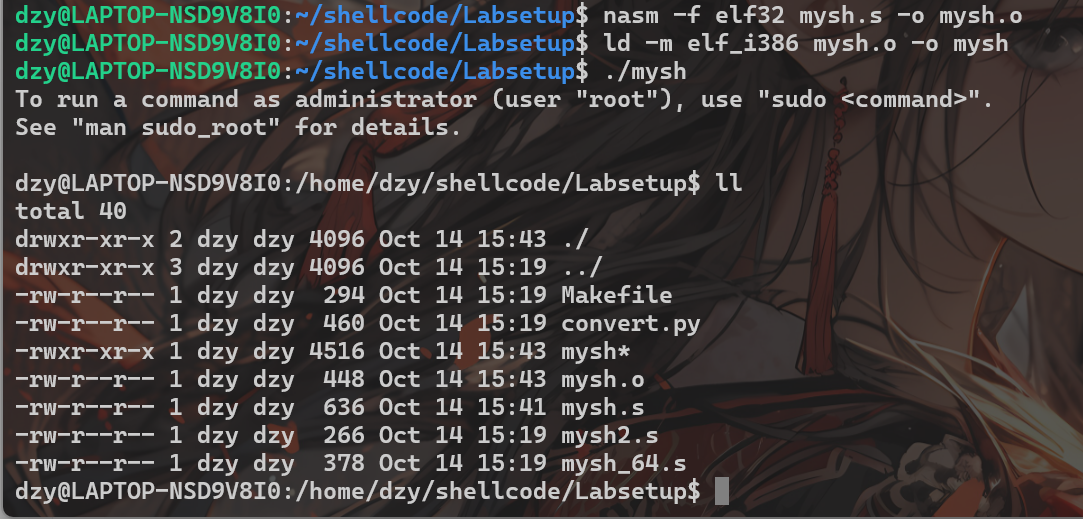 dzy@LAPTOP-NSD9V8I0:~/shellcode/Labsetup$ nasm -f elf32 mysh.s -o mysh.o
dzy@LAPTOP-NSD9V8I0:~/shellcode/Labsetup$ ld -m elf_i386 mysh.o -o mysh
dzy@LAPTOP-NSD9V8I0:~/shellcode/Labsetup$ ./mysh
To run a command as administrator (user "root"), use "sudo <command>".
See "man sudo_root" for details.

dzy@LAPTOP-NSD9V8I0:/home/dzy/shellcode/Labsetup$ ll
total 40
drwxr-xr-x 2 dzy dzy 4096 Oct 14 15:43 ./
drwxr-xr-x 3 dzy dzy 4096 Oct 14 15:19 ../
-rw-r--r-- 1 dzy dzy  294 Oct 14 15:19 Makefile
-rw-r--r-- 1 dzy dzy  460 Oct 14 15:19 convert.py
-rwxr-xr-x 1 dzy dzy 4516 Oct 14 15:43 mysh*
-rw-r--r-- 1 dzy dzy  448 Oct 14 15:43 mysh.o
-rw-r--r-- 1 dzy dzy  636 Oct 14 15:41 mysh.s
-rw-r--r-- 1 dzy dzy  266 Oct 14 15:19 mysh2.s
-rw-r--r-- 1 dzy dzy  378 Oct 14 15:19 mysh_64.s
dzy@LAPTOP-NSD9V8I0:/home/dzy/shellcode/Labsetup$